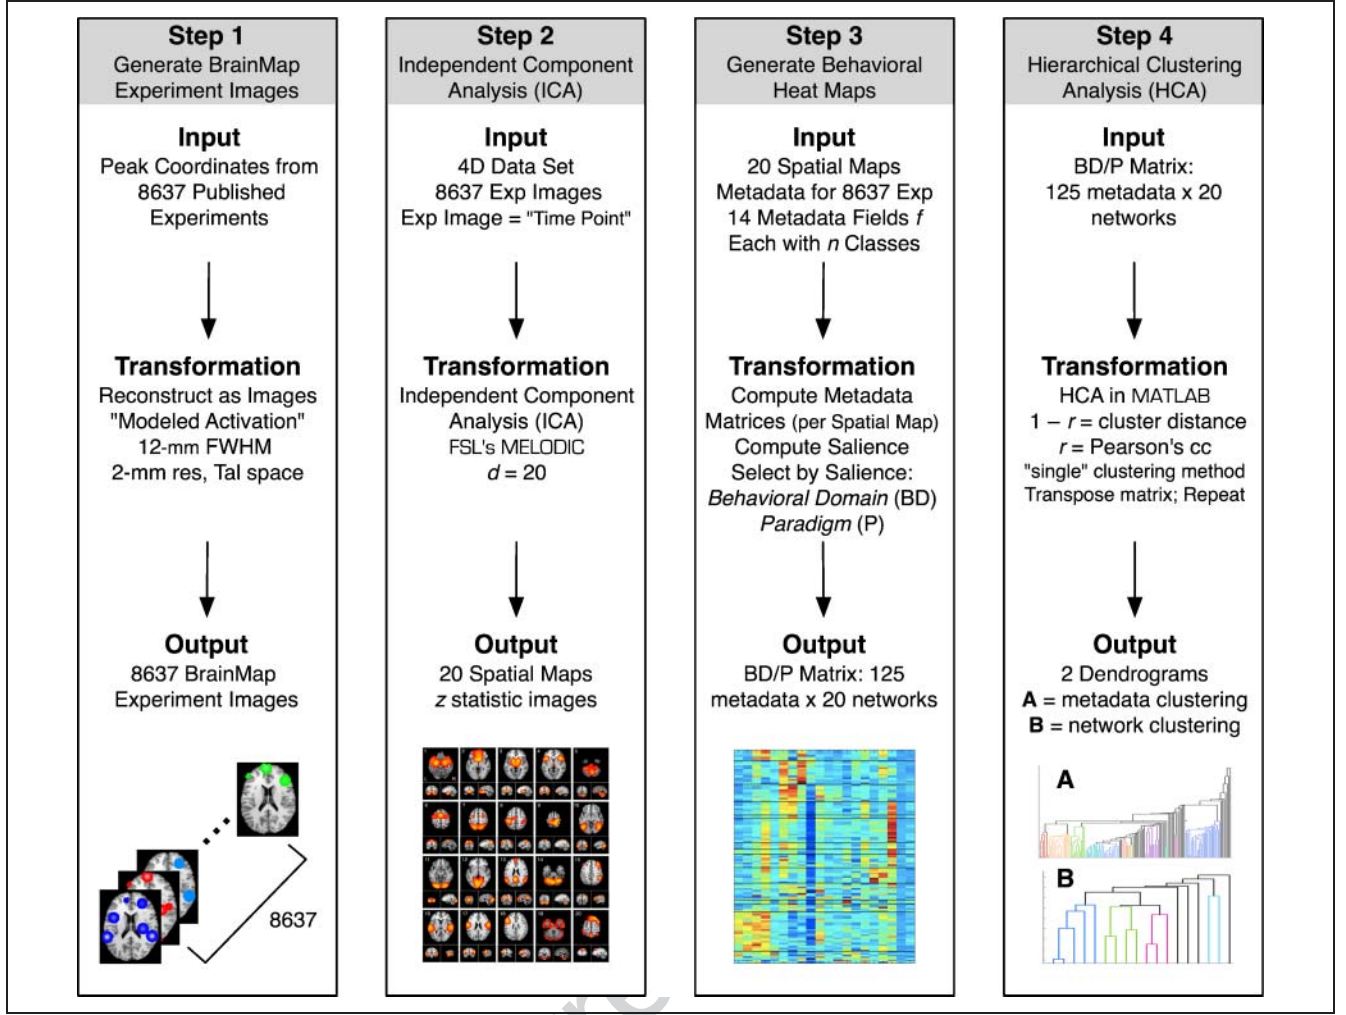 Step 1
Generate BrainMap
Experiment Images
Input
Peak Coordinates from
8637 Published
Experiments
Transformation
Reconstruct as Images
"Modeled Activation"
12-mm FWHM
2-mm res, Tal space
Output
8637 BrainMap
Experiment Images
8637
Step 2
Independent Component
Analysis (ICA)
Input
4D Data Set
8637 Exp Images
Exp Image = "Time Point"
Transformation
Independent Component
Analysis (ICA)
FSL's MELODIC
d = 20
Output
20 Spatial Maps
z statistic images
Step 3
Generate Behavioral
Heat Maps
Input
20 Spatial Maps
Metadata for 8637 Exp
14 Metadata Fields f
Each with n Classes
Transformation
Compute Metadata
Matrices (per Spatial Map)
Compute Salience
Select by Salience:
Behavioral Domain (BD)
Paradigm (P)
Output
BD/P Matrix: 125
metadata x 20 networks
Step 4
Hierarchical Clustering
Analysis (HCA)
Input
BD/P Matrix:
125 metadata x 20
networks
Transformation
HCA in MATLAB
1 – r = cluster distance
r = Pearson's cc
"single" clustering method
Transpose matrix; Repeat
Output
2 Dendrograms
A = metadata clustering
B = network clustering
A
B